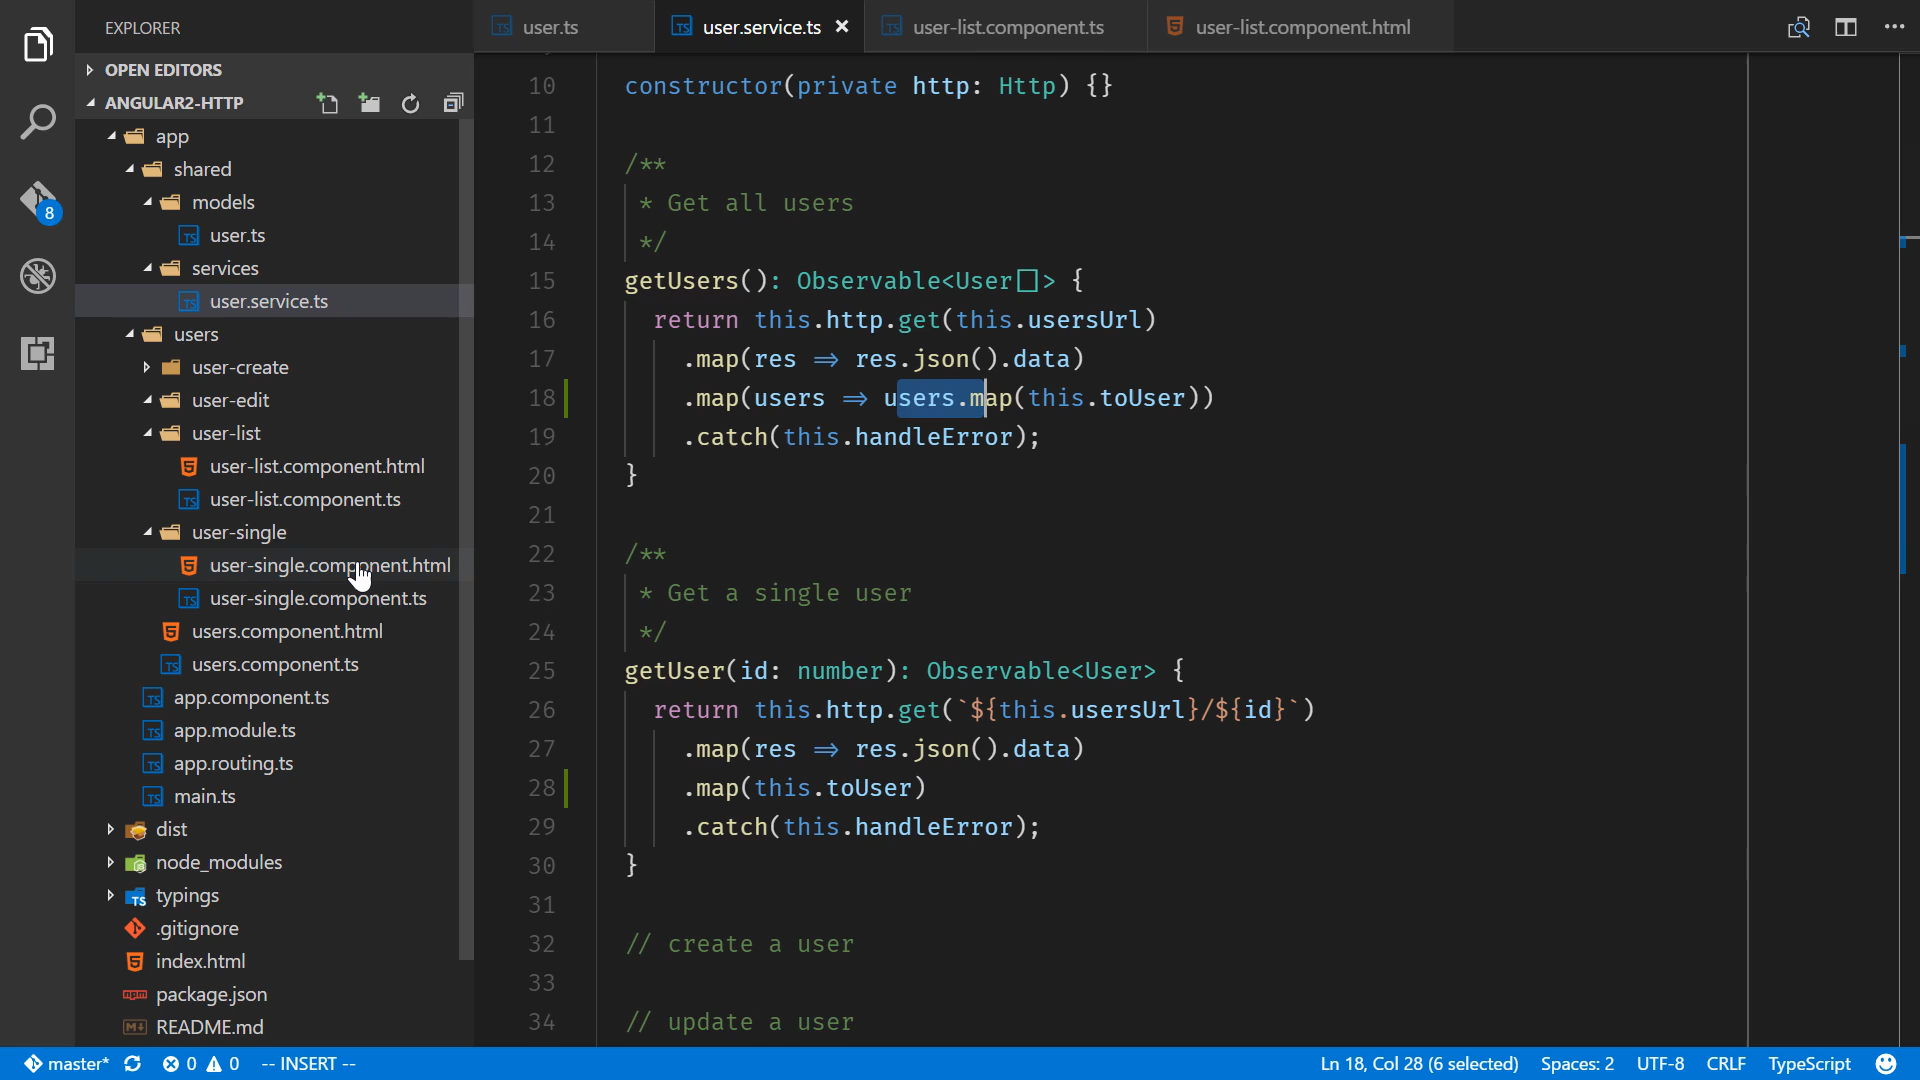 EXPLORER
OPEN EDITORS
ANGULAR2-HTTP
app
shared
models
user.ts
services
user.service.ts
users
user-create
user-edit
user-list
user-list.component.html
user-list.component.ts
user-single
user-single.component.html
user-single.component.ts
users.component.html
users.component.ts
app.component.ts
app.module.ts
app.routing.ts
main.ts
dist
node_modules
typings
.gitignore
index.html
package.json
README.md
8
user.ts user.service.ts user-list.component.ts user-list.component.html
10 constructor(private http: Http) {}
11
12 /**
13 * Get all users
14 */
15 getUsers(): Observable<User[]> {
16 return this.http.get(this.usersUrl)
17 .map(res => res.json().data)
18 .map(users => users.map(this.toUser))
19 .catch(this.handleError);
20 }
21
22 /**
23 * Get a single user
24 */
25 getUser(id: number): Observable<User> {
26 return this.http.get(`${this.usersUrl}/${id}`)
27 .map(res => res.json().data)
28 .map(this.toUser)
29 .catch(this.handleError);
30 }
31
32 // create a user
33
34 // update a user
master* 0 0 -- INSERT -- Ln 18, Col 28 (6 selected) Spaces: 2 UTF-8 CRLF TypeScript